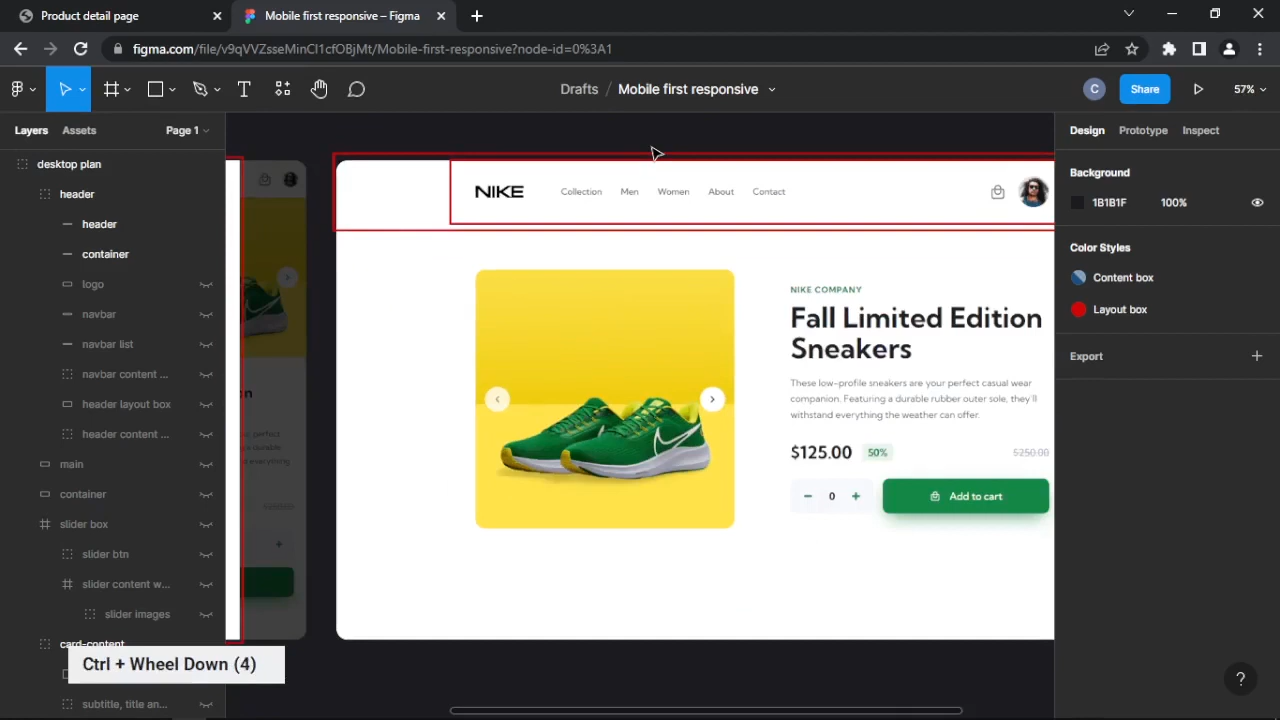 Product detail page
Mobile first responsive – Figma
figma.com/file/v9qVVZsseMinCl1cfOBjMt/Mobile-first-responsive?node-id=0%3A1
Drafts / Mobile first responsive
C
Share
57%
Layers
Assets
Page 1
Design
Prototype
Inspect
desktop plan
header
header
container
logo
navbar
navbar list
navbar content ...
header layout box
header content ...
main
container
slider box
slider btn
slider content w...
slider images
card-content
subtitle, title an...
Ctrl + Wheel Down (4)
NIKE
Collection
Men
Women
About
Contact
NIKE COMPANY
Fall Limited Edition
Sneakers
These low-profile sneakers are your perfect casual wear
companion. Featuring a durable rubber outer sole, they'll
withstand everything the weather can offer.
$125.00
50%
$250.00
0
Add to cart
Background
1B1B1F
100%
Color Styles
Content box
Layout box
Export
?